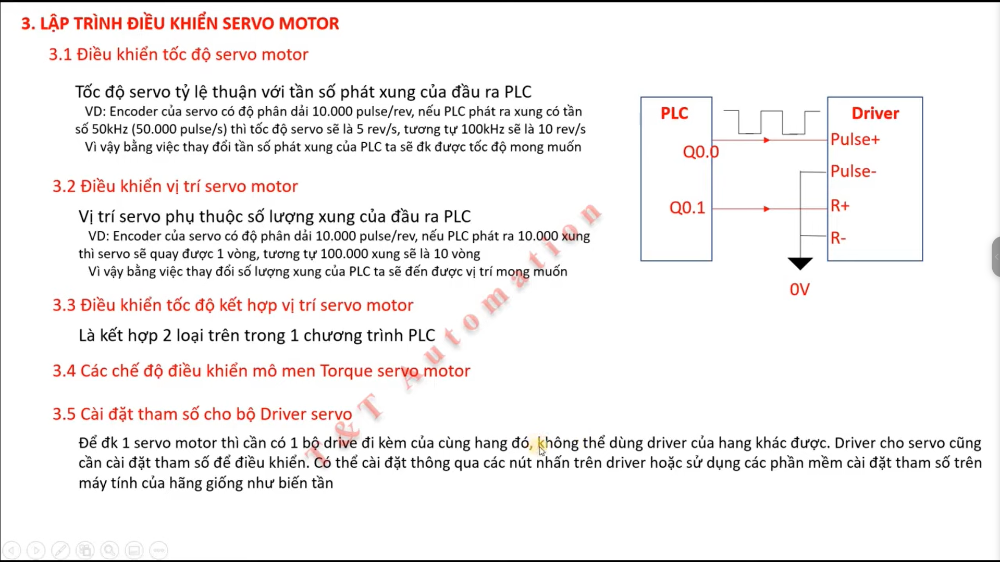 3. LẬP TRÌNH ĐIỀU KHIỂN SERVO MOTOR
3.1 Điều khiển tốc độ servo motor
Tốc độ servo tỷ lệ thuận với tần số phát xung của đầu ra PLC
VD: Encoder của servo có độ phân dải 10.000 pulse/rev, nếu PLC phát ra xung có tần
số 50kHz (50.000 pulse/s) thì tốc độ servo sẽ là 5 rev/s, tương tự 100kHz sẽ là 10 rev/s
Vì vậy bằng việc thay đổi tần số phát xung của PLC ta sẽ đk được tốc độ mong muốn
3.2 Điều khiển vị trí servo motor
Vị trí servo phụ thuộc số lượng xung của đầu ra PLC
VD: Encoder của servo có độ phân dải 10.000 pulse/rev, nếu PLC phát ra 10.000 xung
thì servo sẽ quay được 1 vòng, tương tự 100.000 xung sẽ là 10 vòng
Vì vậy bằng việc thay đổi số lượng xung của PLC ta sẽ đến được vị trí mong muốn
3.3 Điều khiển tốc độ kết hợp vị trí servo motor
Là kết hợp 2 loại trên trong 1 chương trình PLC
3.4 Các chế độ điều khiển mô men Torque servo motor
3.5 Cài đặt tham số cho bộ Driver servo
Để đk 1 servo motor thì cần có 1 bộ drive đi kèm của cùng hang đó, không thể dùng driver của hang khác được. Driver cho servo cũng
cần cài đặt tham số để điều khiển. Có thể cài đặt thông qua các nút nhấn trên driver hoặc sử dụng các phần mềm cài đặt tham số trên
máy tính của hãng giống như biến tần
T&T Automation
PLC
Driver
Pulse+
Q0.0
Pulse-
Q0.1
R+
R-
0V